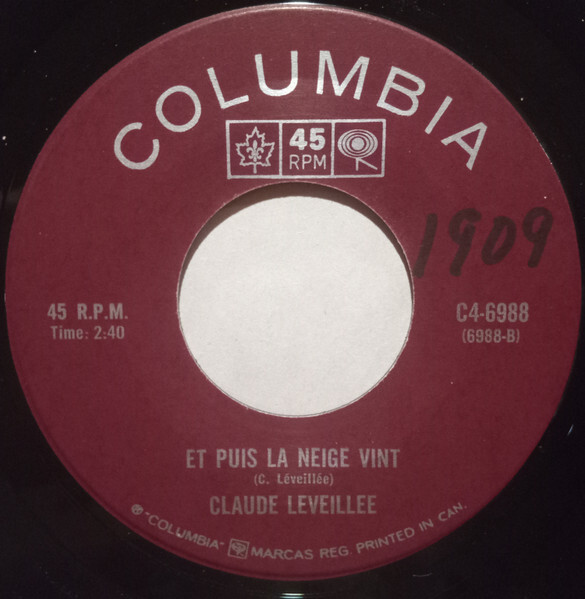 COLUMBIA
45
RPM
1909
45 R.P.M.
Time: 2:40
C4-6988
(6988-B)
ET PUIS LA NEIGE VINT
(C. Léveillée)
CLAUDE LEVEILLEE
® "COLUMBIA" MARCAS REG. PRINTED IN CAN.